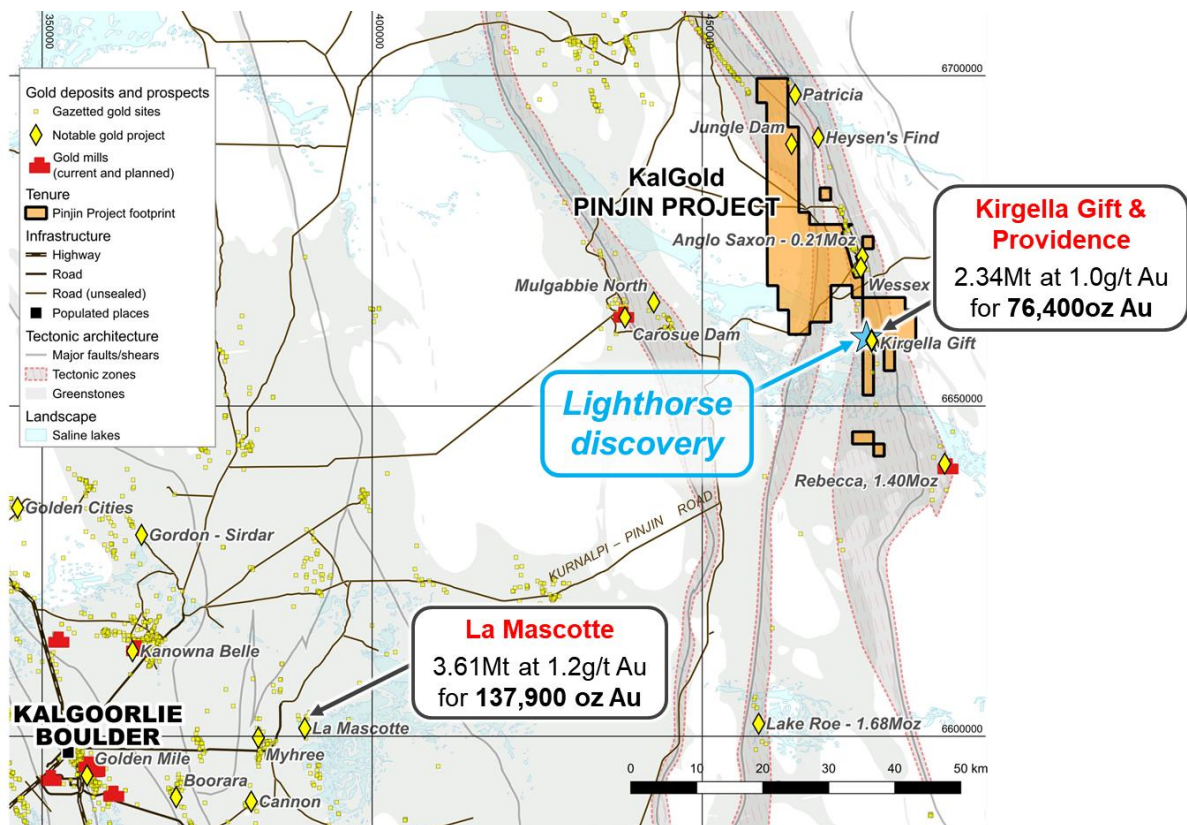 350000
400000
450000
Gold deposits and prospects
Gazetted gold sites
Notable gold project
Gold mills
(current and planned)
Tenure
Pinjin Project footprint
Infrastructure
Highway
Road
Road (unsealed)
Populated places
Tectonic architecture
Major faults/shears
Tectonic zones
Greenstones
Landscape
Saline lakes
6700000
Patricia
Jungle Dam
Heysen's Find
KalGold
PINJIN PROJECT
Anglo Saxon - 0.21Moz
Wessex
Kirgella Gift &
Providence
2.34Mt at 1.0g/t Au
for 76,400oz Au
Mulgabbie North
Carosue Dam
Kirgella Gift
Lighthorse
discovery
6650000
Rebecca, 1.40Moz
Golden Cities
Gordon - Sirdar
KURNALPI – PINJIN ROAD
La Mascotte
3.61Mt at 1.2g/t Au
for 137,900 oz Au
Kanowna Belle
KALGOORLIE
BOULDER
La Mascotte
Lake Roe - 1.68Moz
6600000
Golden Mile
Myhree
Boorara
Cannon
0 10 20 30 40 50 km